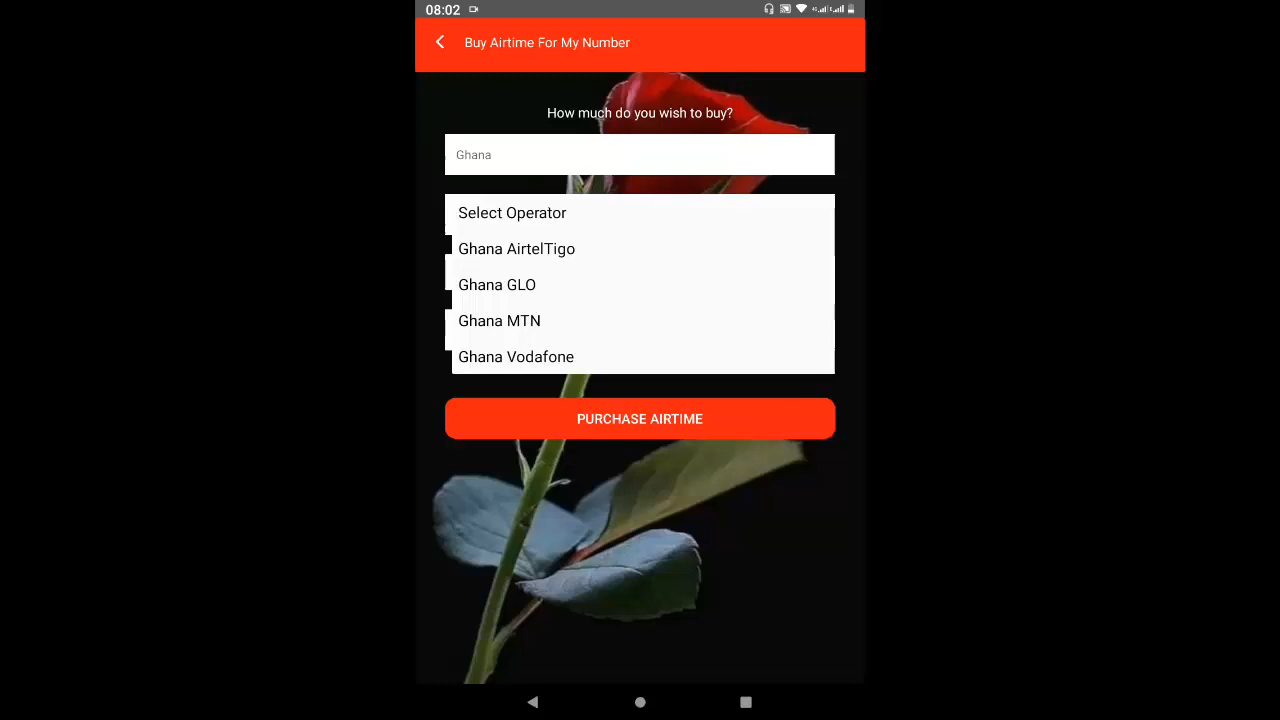 08:02
Buy Airtime For My Number
How much do you wish to buy?
Ghana
Select Operator
Ghana AirtelTigo
Ghana GLO
Ghana MTN
Ghana Vodafone
PURCHASE AIRTIME